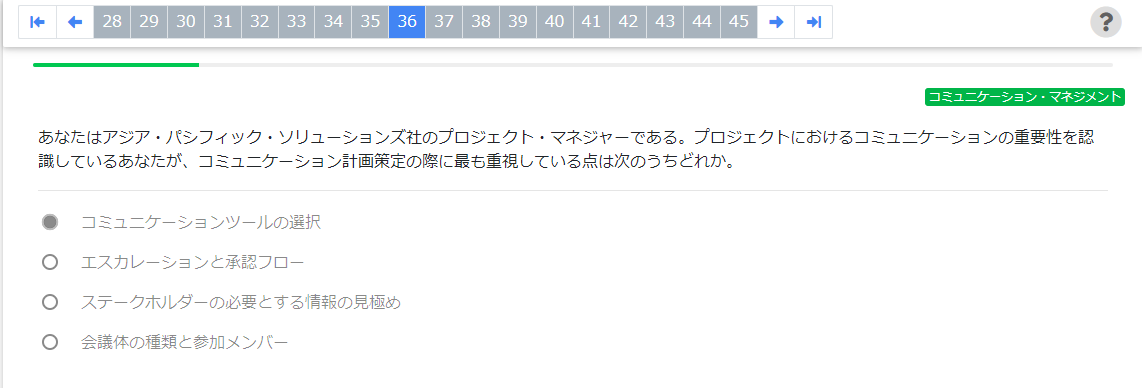 28 29 30 31 32 33 34 35 36 37 38 39 40 41 42 43 44 45 ?
コミュニケーション・マネジメント
あなたはアジア・パシフィック・ソリューションズ社のプロジェクト・マネジャーである。プロジェクトにおけるコミュニケーションの重要性を認
識しているあなたが、コミュニケーション計画策定の際に最も重視している点は次のうちどれか。
コミュニケーションツールの選択
エスカレーションと承認フロー
ステークホルダーの必要とする情報の見極め
会議体の種類と参加メンバー